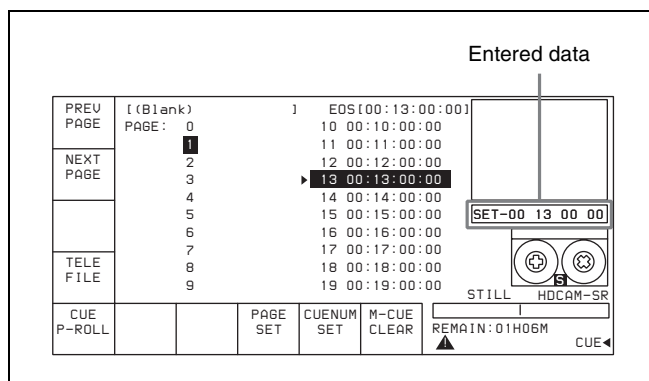 Entered data
PREV PAGE
NEXT PAGE
TELE FILE
CUE P-ROLL
[(Blank) ] EOS[00:13:00:00]
PAGE: 0 10 00:10:00:00
1 11 00:11:00:00
2 12 00:12:00:00
3 ▶ 13 00:13:00:00
4 14 00:14:00:00
5 15 00:15:00:00
6 16 00:16:00:00
7 17 00:17:00:00
8 18 00:18:00:00
9 19 00:19:00:00
SET-00 13 00 00
S
STILL HDCAM-SR
PAGE SET
CUENUM SET
M-CUE CLEAR
REMAIN:01H06M
CUE◀